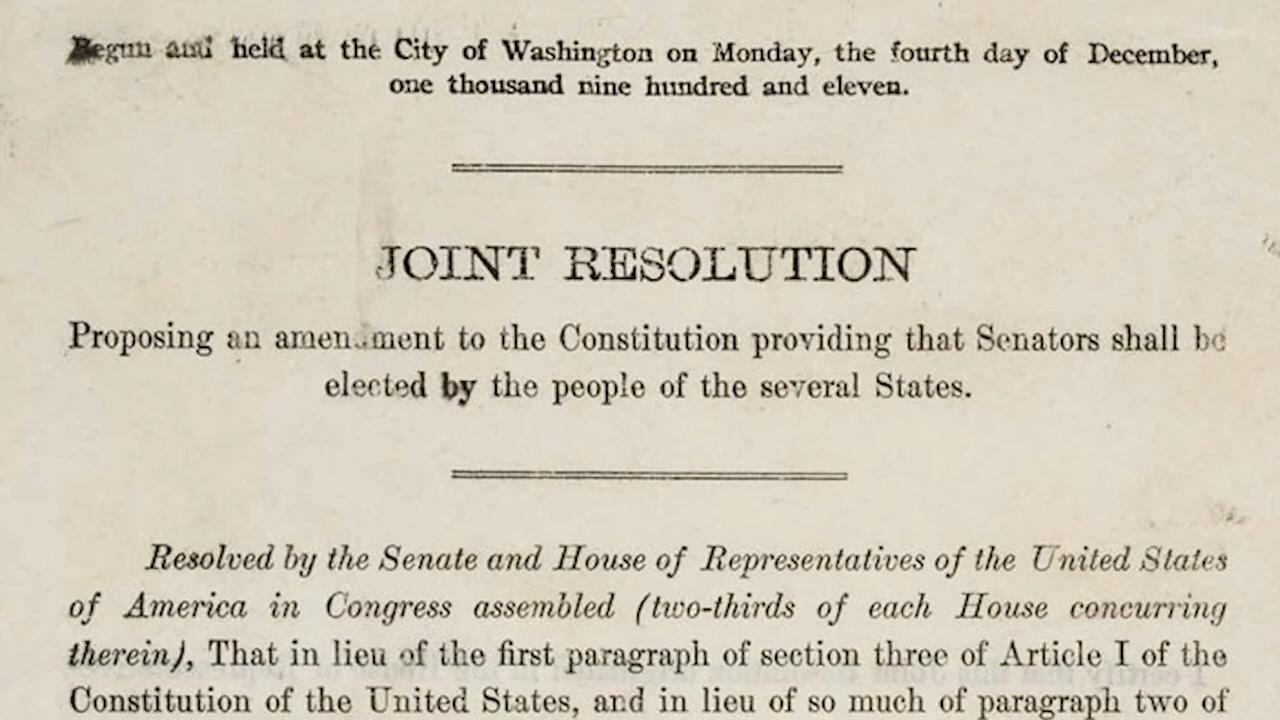 Begun and held at the City of Washington on Monday, the fourth day of December,
one thousand nine hundred and eleven.
JOINT RESOLUTION
Proposing an amendment to the Constitution providing that Senators shall be
elected by the people of the several States.
Resolved by the Senate and House of Representatives of the United States
of America in Congress assembled (two-thirds of each House concurring
therein), That in lieu of the first paragraph of section three of Article I of the
Constitution of the United States, and in lieu of so much of paragraph two of